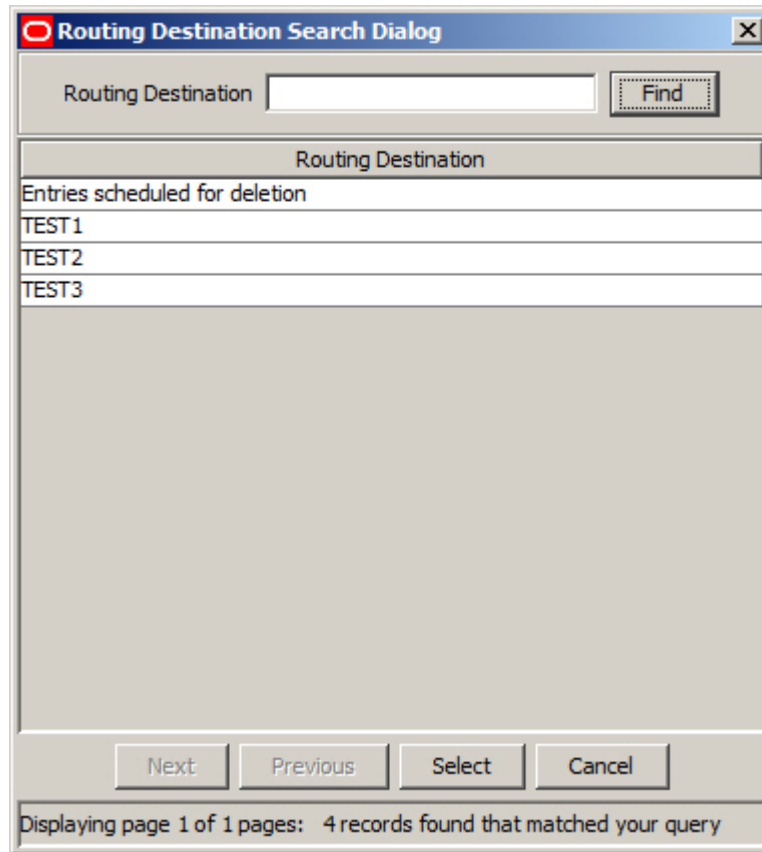 Routing Destination Search Dialog
Routing Destination Find
Routing Destination
Entries scheduled for deletion
TEST1
TEST2
TEST3
Next Previous Select Cancel
Displaying page 1 of 1 pages: 4 records found that matched your query